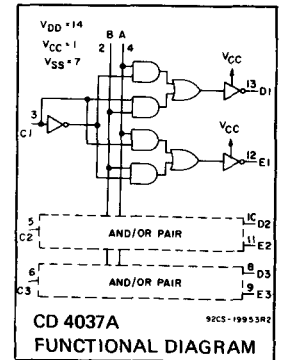 VDD = 14
VCC = 1
VSS = 7
B A
2 14
VCC
13 D1
3
C1
VCC
12 E1
5
C2
AND/OR PAIR
10 D2
11 E2
6
C3
AND/OR PAIR
8 D3
9 E3
CD 4037A
92CS-19953R2
FUNCTIONAL DIAGRAM